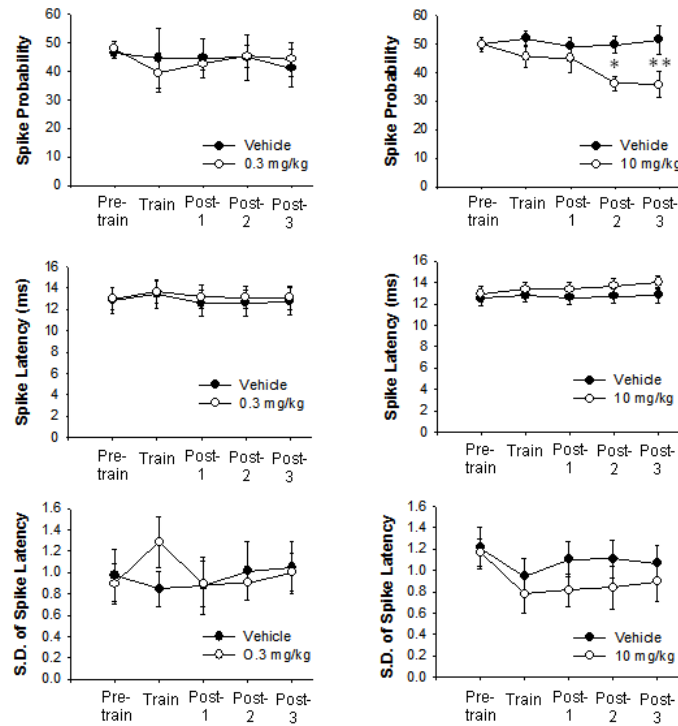 Spike Probability
60
50
40
30
20
10
0
Vehicle
0.3 mg/kg
Pre-train
Train
Post-1
Post-2
Post-3
Spike Probability
60
50
40
30
20
10
0
*
**
Vehicle
10 mg/kg
Pre-train
Train
Post-1
Post-2
Post-3
Spike Latency (ms)
16
14
12
10
8
6
4
2
0
Vehicle
0.3 mg/kg
Pre-train
Train
Post-1
Post-2
Post-3
Spike Latency (ms)
16
14
12
10
8
6
4
2
0
Vehicle
10 mg/kg
Pre-train
Train
Post-1
Post-2
Post-3
S.D. of Spike Latency
1.6
1.4
1.2
1.0
0.8
0.6
0.4
0.2
0.0
Vehicle
O.3 mg/kg
Pre-train
Train
Post-1
Post-2
Post-3
S.D. of Spike Latency
1.6
1.4
1.2
1.0
0.8
0.6
0.4
0.2
0.0
Vehicle
10 mg/kg
Pre-train
Train
Post-1
Post-2
Post-3